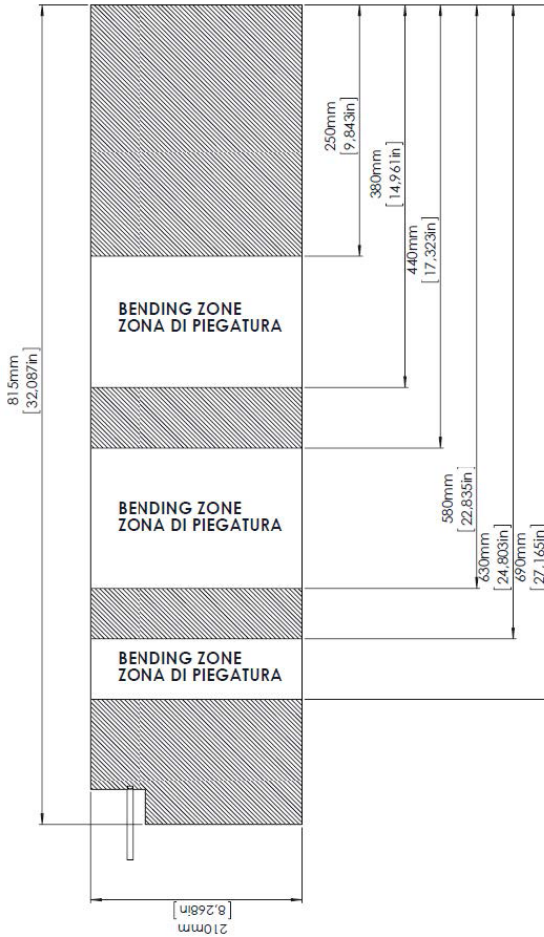 815mm
[32,087in]
250mm
[9,843in]
380mm
[14,961in]
440mm
[17,323in]
BENDING ZONE
ZONA DI PIEGATURA
BENDING ZONE
ZONA DI PIEGATURA
580mm
[22,835in]
630mm
[24,803in]
690mm
[27,165in]
BENDING ZONE
ZONA DI PIEGATURA
210mm
[8,268in]